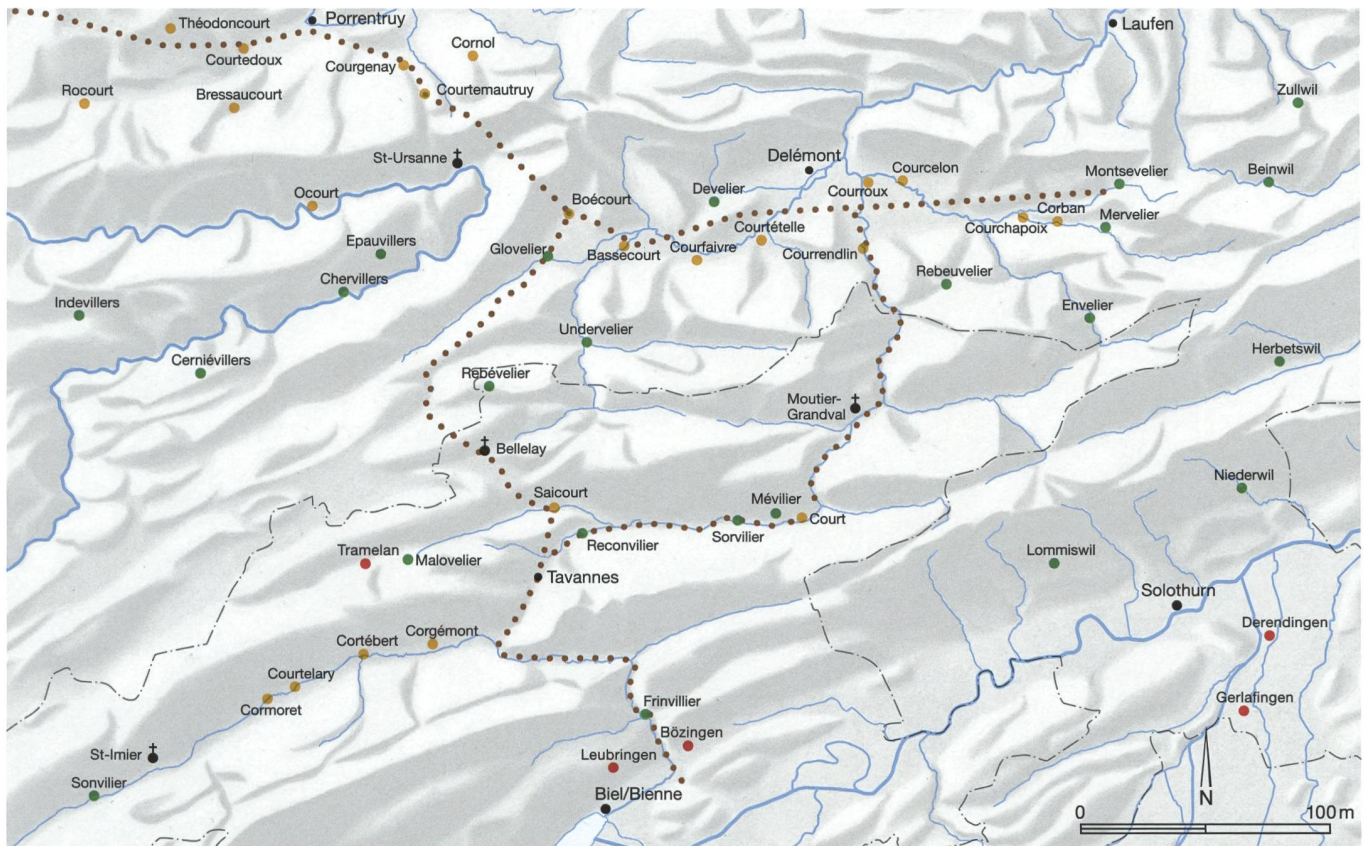 Théodoncourt
Porrentruy
Laufen
Courtedoux
Courgenay
Cornol
Rocourt
Bressaucourt
Courtemautruy
Zullwil
St-Ursanne
Delémont
Courcelon
Montsevelier
Beinwil
Ocourt
Boécourt
Develier
Courroux
Corban
Epauvillers
Glovelier
Bassecourt
Courfaivre
Courtételle
Courrendlin
Courchapoix
Mervelier
Chervillers
Rebeuvelier
Indevillers
Envelier
Undervelier
Cerniévillers
Herbetswil
Rebévelier
Moutier-
Grandval
Bellelay
Niederwil
Saicourt
Mévilier
Court
Reconvilier
Sorvilier
Tramelan
Malovelier
Lommiswil
Tavannes
Solothurn
Derendingen
Cortébert
Corgémont
Courtelary
Cormoret
Frinvillier
Gerlafingen
Bözingen
St-Imier
Leubringen
Sonvilier
Biel/Bienne
N
0
100 m